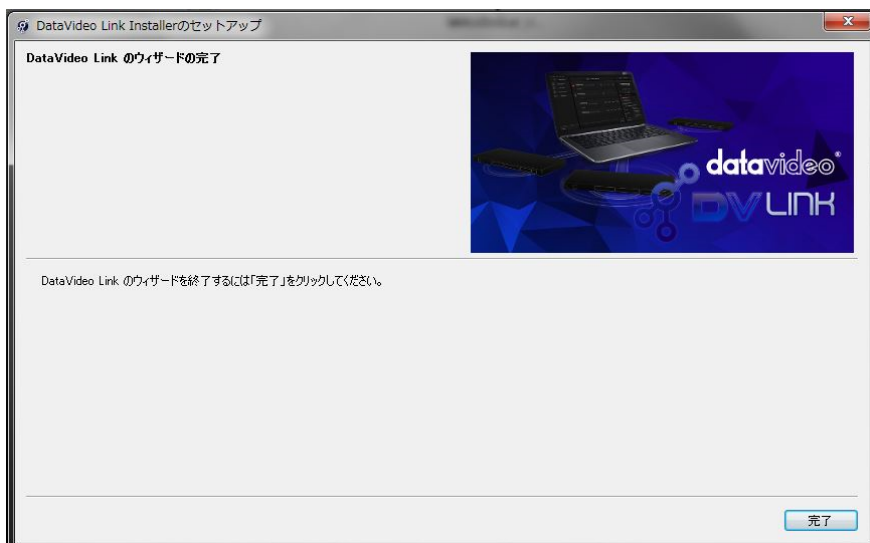 DataVideo Link Installerのセットアップ
DataVideo Link のウィザードの完了
datavideo®
DV LINK
DataVideo Link のウィザードを終了するには「完了」をクリックしてください。
完了